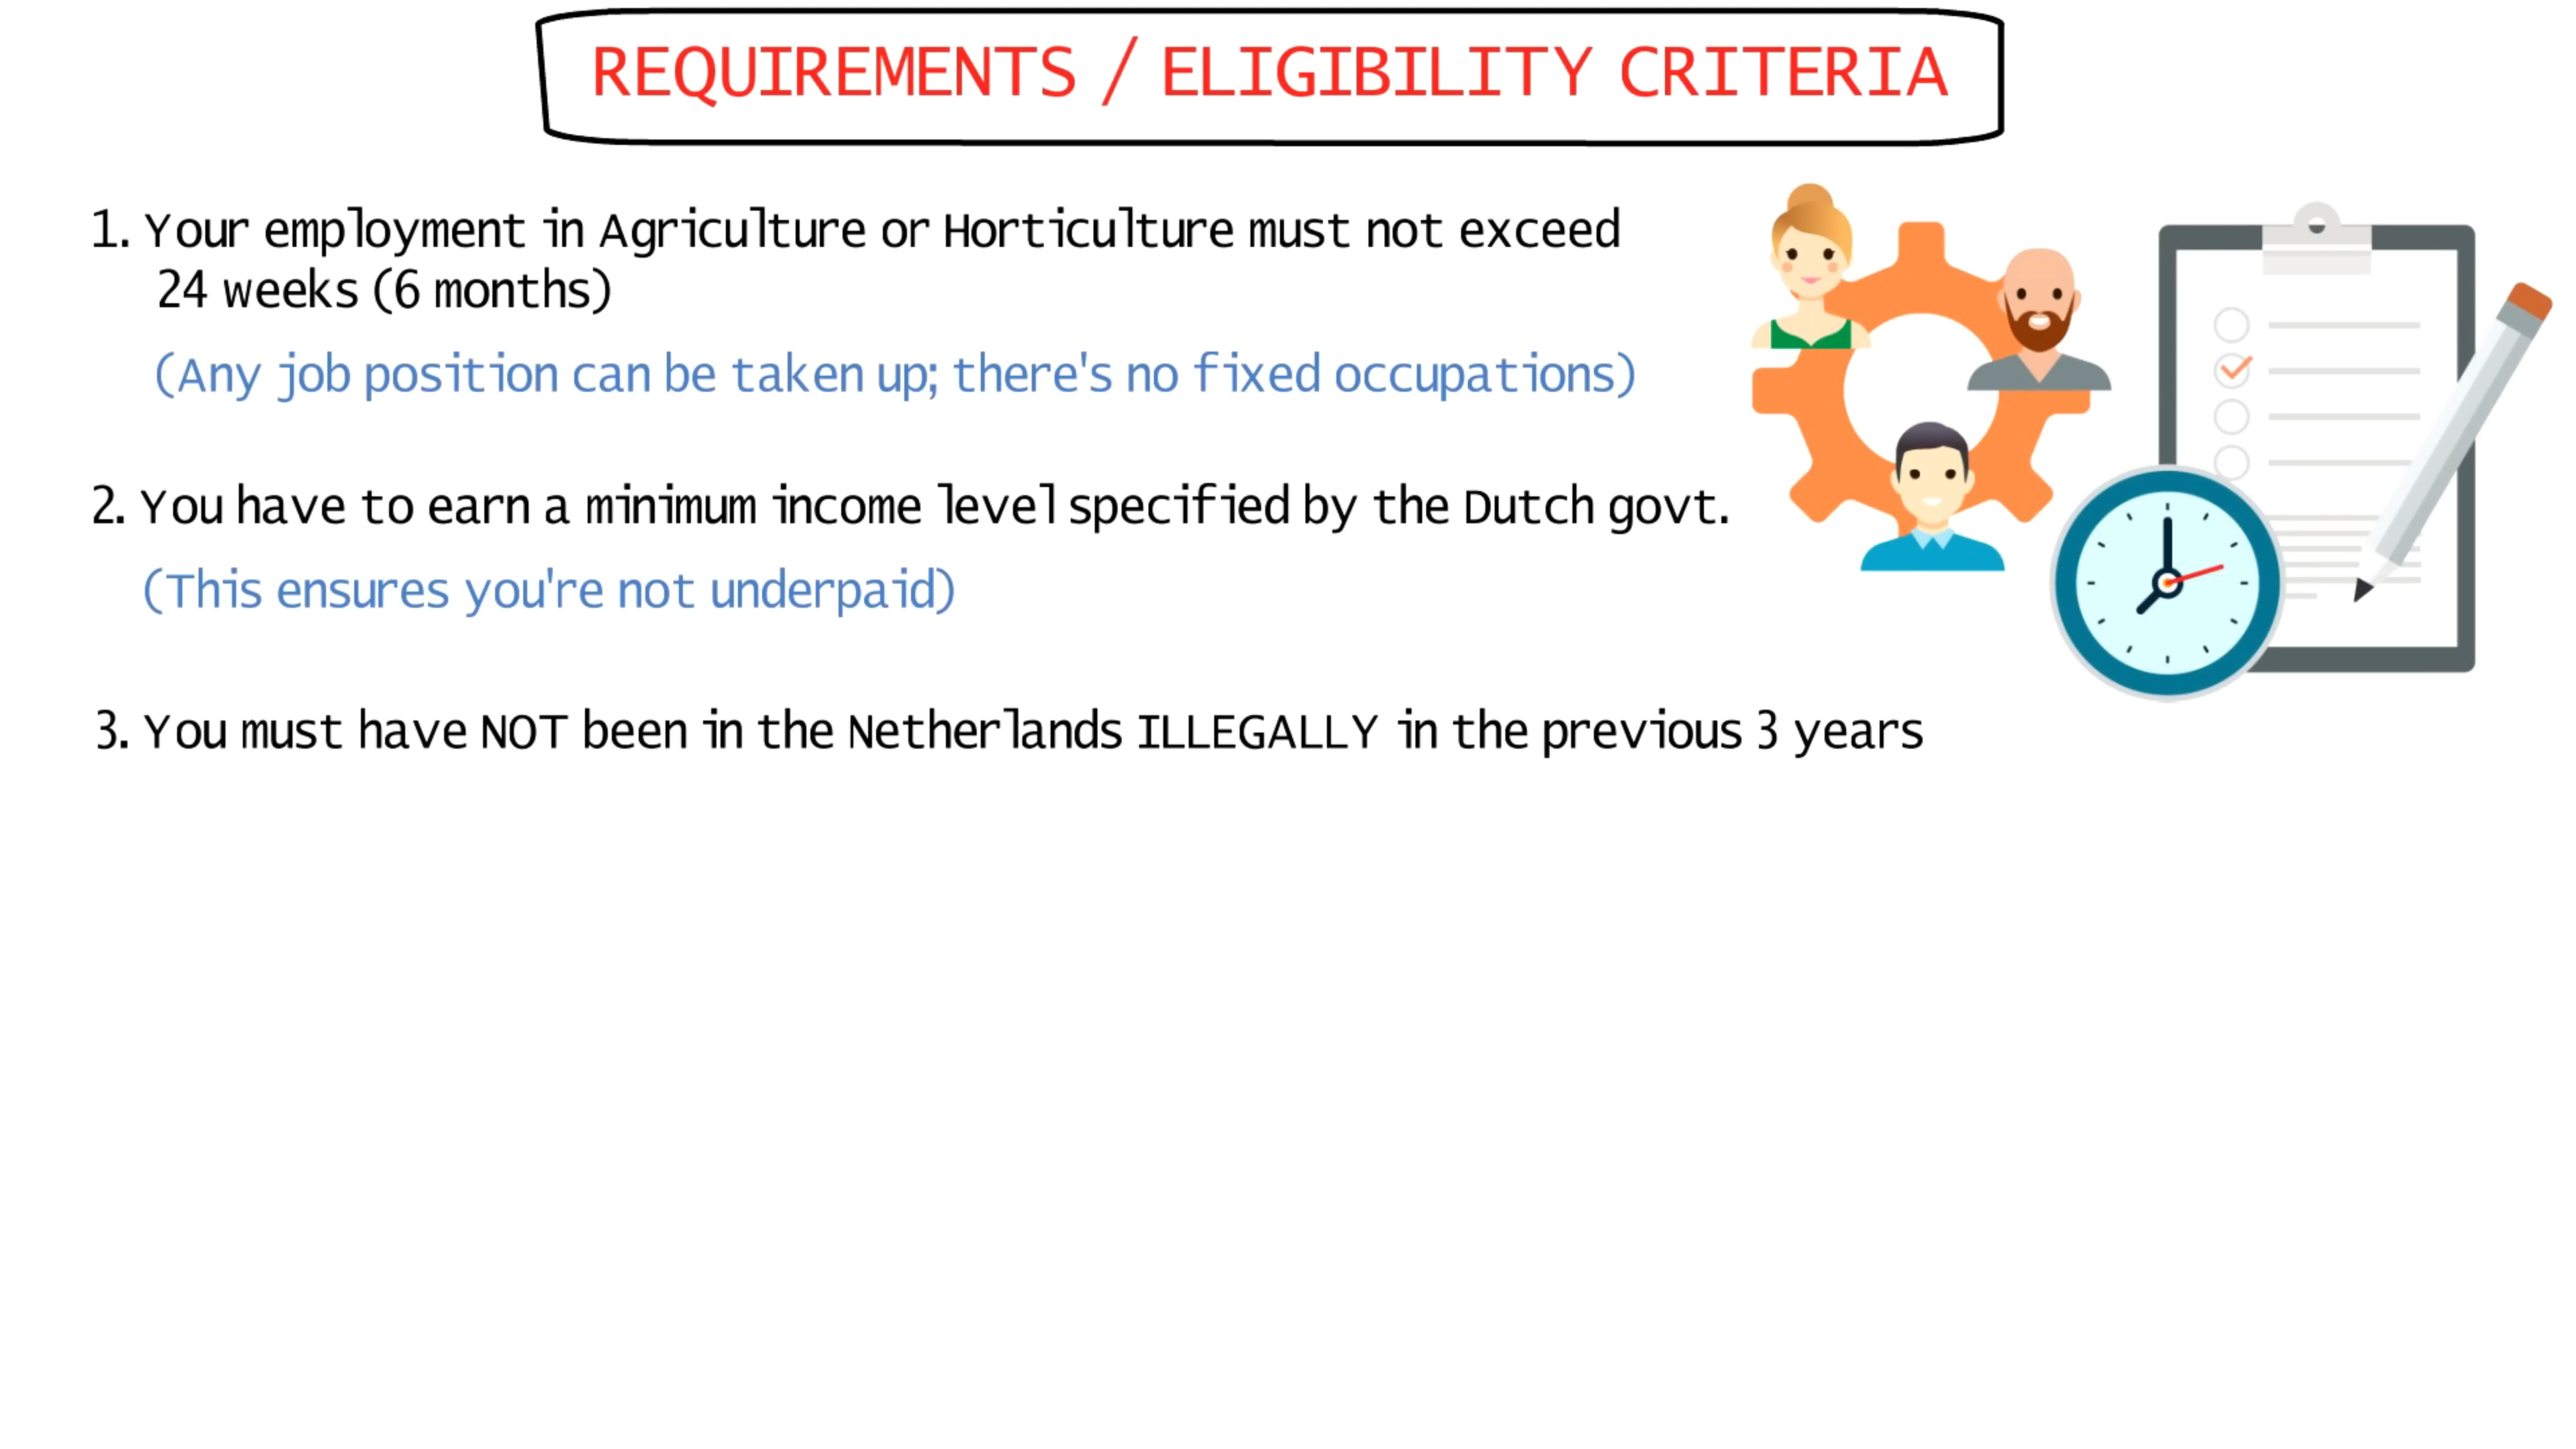 REQUIREMENTS / ELIGIBILITY CRITERIA
1. Your employment in Agriculture or Horticulture must not exceed
24 weeks (6 months)
(Any job position can be taken up; there's no fixed occupations)
2. You have to earn a minimum income level specified by the Dutch govt.
(This ensures you're not underpaid)
3. You must have NOT been in the Netherlands ILLEGALLY in the previous 3 years